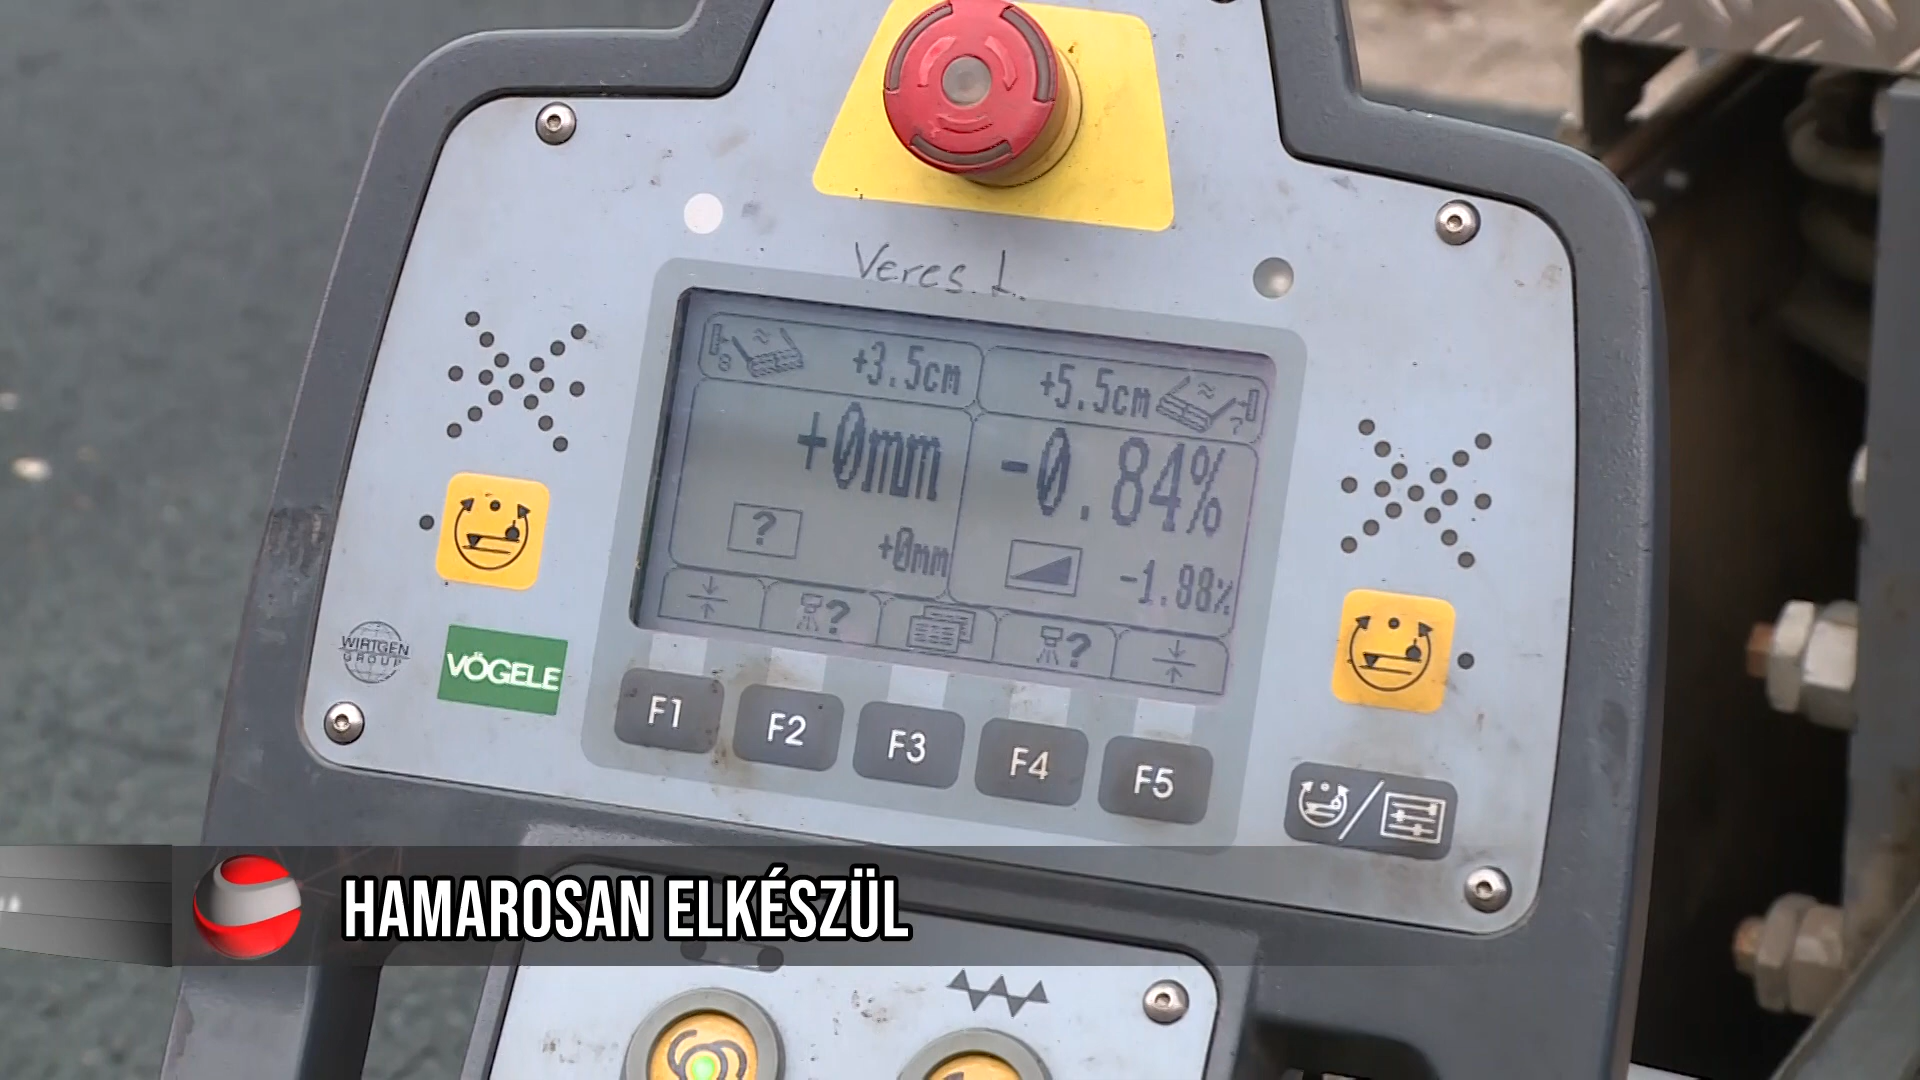 Veres. L.
+3.5cm
+5.5cm
+0mm
-0.84%
?
+0mm
-1.88%
?
?
WIRTGEN
GROUP
VÖGELE
F1
F2
F3
F4
F5
HAMAROSAN ELKÉSZÜL